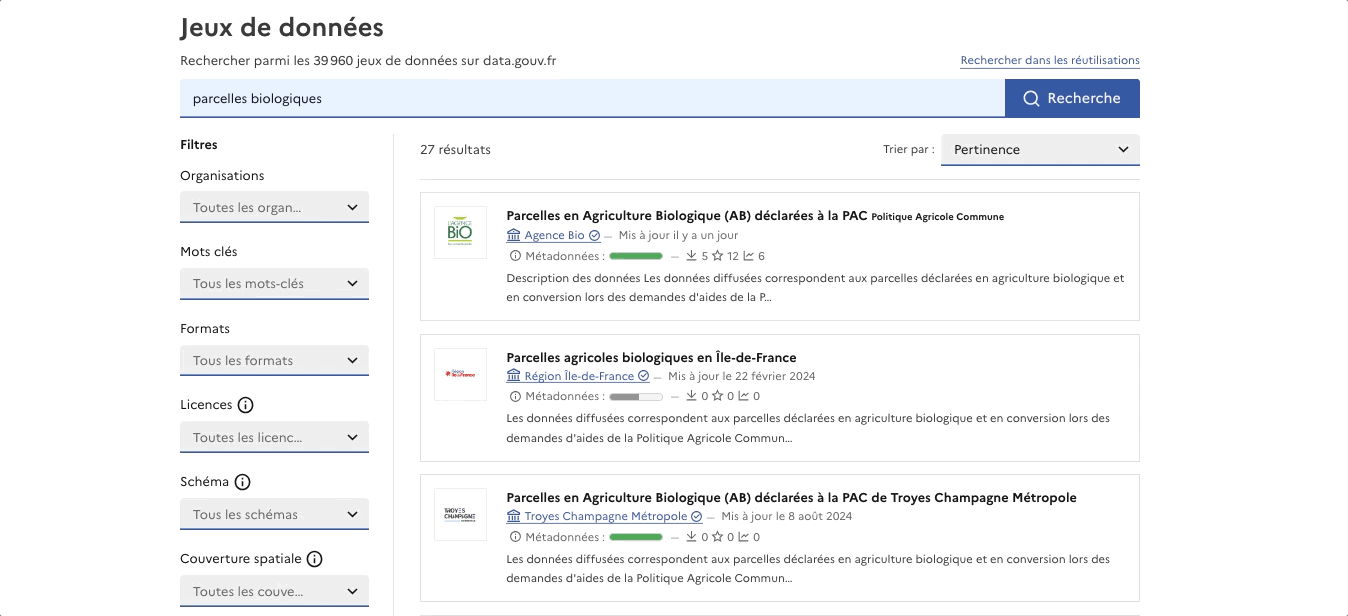 Jeux de données
Rechercher parmi les 39 960 jeux de données sur data.gouv.fr
Rechercher dans les réutilisations
parcelles biologiques
Recherche
Filtres
Organisations
Toutes les organ...
Mots clés
Tous les mots-clés
Formats
Tous les formats
Licences
Toutes les licenc...
Schéma
Tous les schémas
Couverture spatiale
Toutes les couve...
27 résultats
Trier par :
Pertinence
L'AGENCE
BIO
Parcelles en Agriculture Biologique (AB) déclarées à la PAC Politique Agricole Commune
Agence Bio — Mis à jour il y a un jour
Métadonnées : — 5 12 6
Description des données Les données diffusées correspondent aux parcelles déclarées en agriculture biologique et
en conversion lors des demandes d'aides de la P...
Parcelles agricoles biologiques en Île-de-France
Région Île-de-France — Mis à jour le 22 février 2024
Métadonnées : — 0 0 0
Les données diffusées correspondent aux parcelles déclarées en agriculture biologique et en conversion lors des
demandes d'aides de la Politique Agricole Commun...
TROYES
CHAMPAGNE
Parcelles en Agriculture Biologique (AB) déclarées à la PAC de Troyes Champagne Métropole
Troyes Champagne Métropole — Mis à jour le 8 août 2024
Métadonnées : — 0 0 0
Les données diffusées correspondent aux parcelles déclarées en agriculture biologique et en conversion lors des
demandes d'aides de la Politique Agricole Commun...